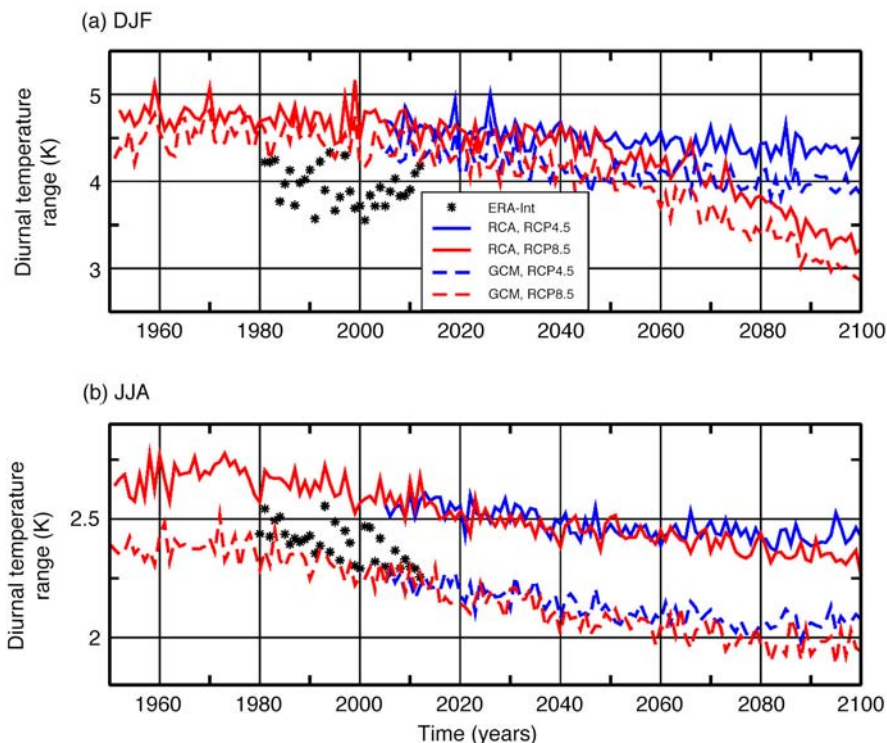 (a) DJF
Diurnal temperature
range (K)
5
4
3
ERA-Int
RCA, RCP4.5
RCA, RCP8.5
GCM, RCP4.5
GCM, RCP8.5
1960 1980 2000 2020 2040 2060 2080 2100
(b) JJA
Diurnal temperature
range (K)
2.5
2
1960 1980 2000 2020 2040 2060 2080 2100
Time (years)